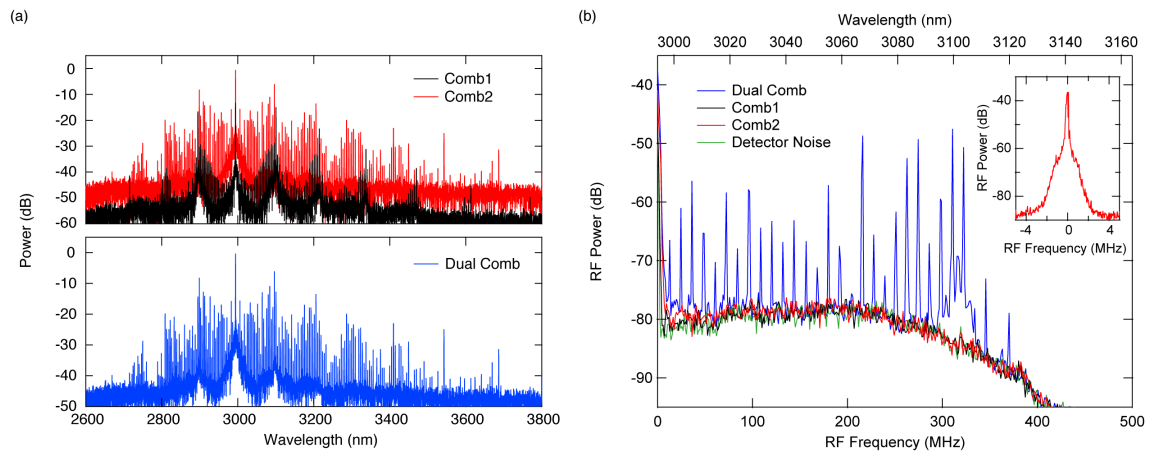 (a)
0
-10
-20
-30
-40
-50
-60
Comb1
Comb2
0
-10
-20
-30
-40
-50
Dual Comb
Power (dB)
2600 2800 3000 3200 3400 3600 3800
Wavelength (nm)
(b)
Wavelength (nm)
3000 3020 3040 3060 3080 3100 3120 3140 3160
-40
-50
-60
-70
-80
-90
RF Power (dB)
Dual Comb
Comb1
Comb2
Detector Noise
-40
-60
-80
RF Power (dB)
-4 0 4
RF Frequency (MHz)
0 100 200 300 400 500
RF Frequency (MHz)